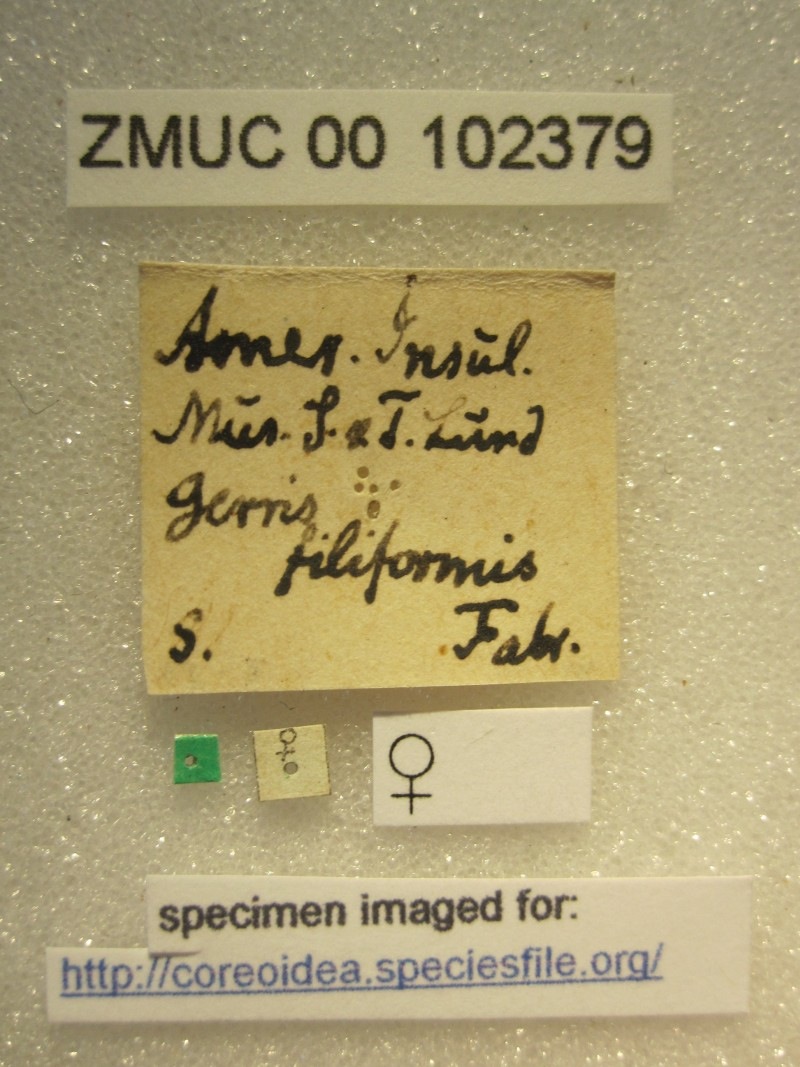 ZMUC 00 102379
Amer. Insul.
Mus. S. & T. Lund
Gerris
filiformis
S. Fabr.
♀
♀
specimen imaged for:
http://coreoidea.speciesfile.org/